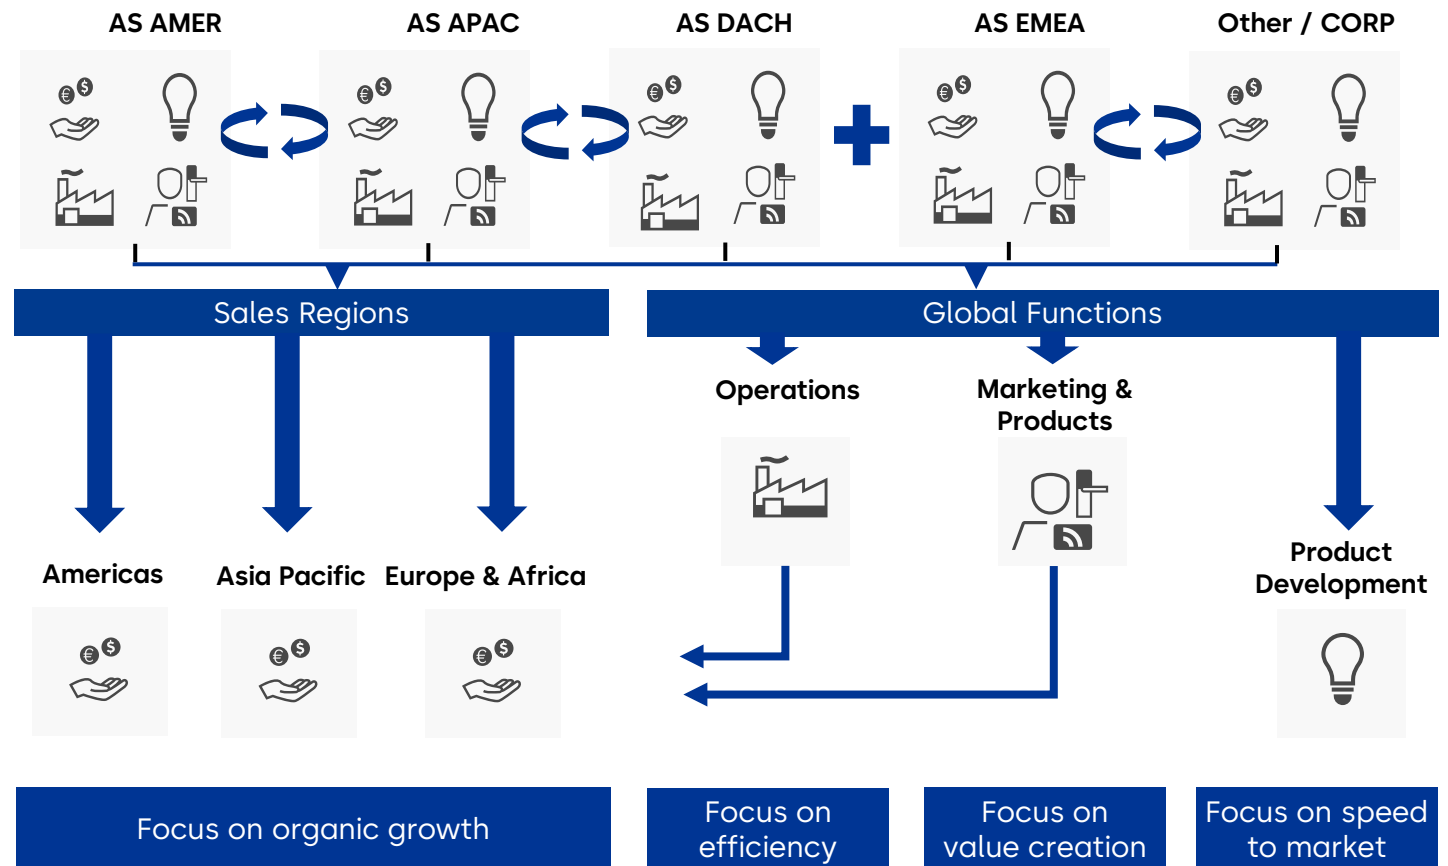 AS AMER
AS APAC
AS DACH
AS EMEA
Other / CORP
€ $
€ $
€ $
€ $
€ $
Sales Regions
Global Functions
Operations
Marketing &
Products
Americas
Asia Pacific
Europe & Africa
Product
Development
€ $
€ $
€ $
Focus on organic growth
Focus on
efficiency
Focus on
value creation
Focus on speed
to market